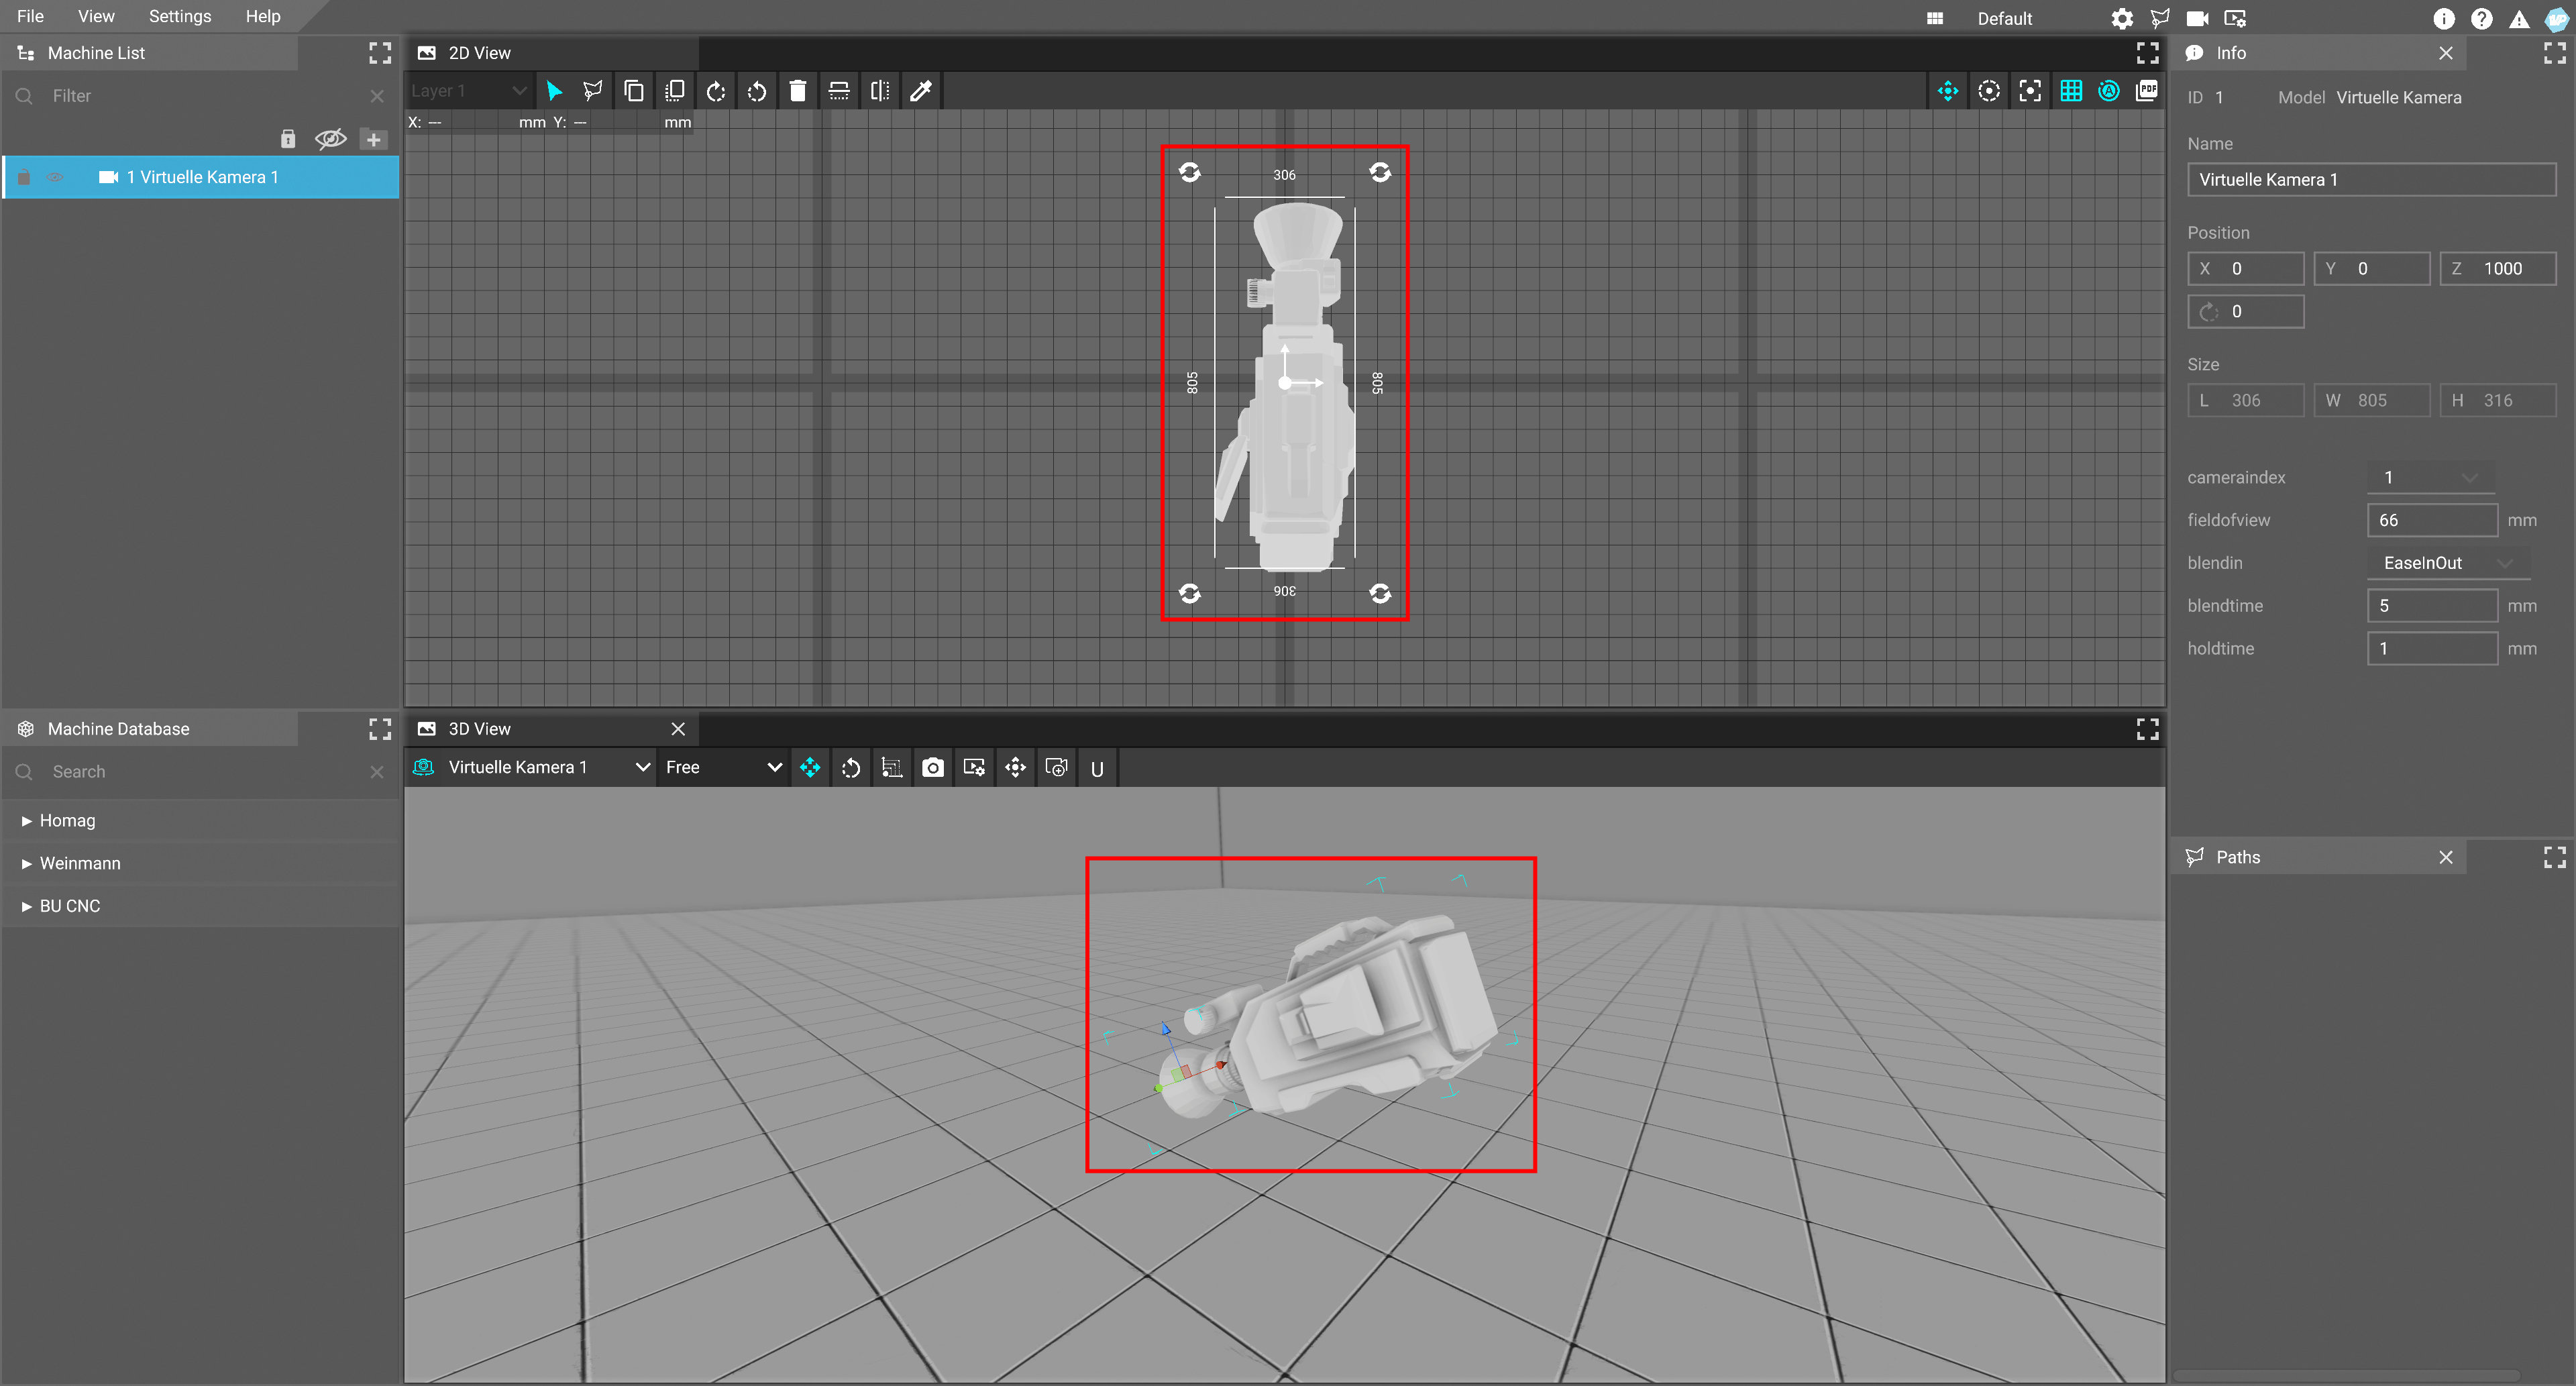 File View Settings Help
Default
Machine List
Filter
1 Virtuelle Kamera 1
2D View
Layer 1
PDF
X: --- mm Y: --- mm
306
805
805
306
Info
ID 1 Model Virtuelle Kamera
Name
Virtuelle Kamera 1
Position
X 0 Y 0 Z 1000
0
Size
L 306 W 805 H 316
cameraindex 1
fieldofview 66 mm
blendin EaseInOut
blendtime 5 mm
holdtime 1 mm
Machine Database
Search
Homag
Weinmann
BU CNC
3D View
Virtuelle Kamera 1 Free U
Paths